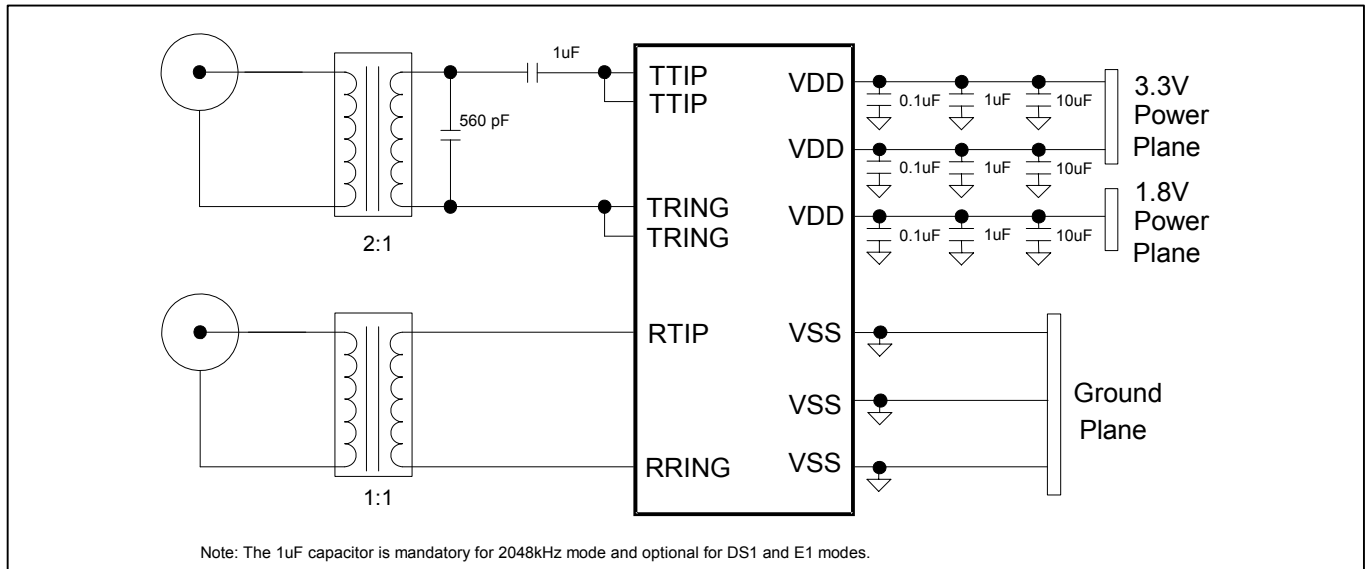 1uF
TTIP
TTIP
560 pF
TRING
TRING
2:1
RTIP
RRING
1:1
VDD
0.1uF 1uF 10uF
VDD
0.1uF 1uF 10uF
VDD
0.1uF 1uF 10uF
3.3V
Power
Plane
1.8V
Power
Plane
VSS
VSS
VSS
Ground
Plane
Note: The 1uF capacitor is mandatory for 2048kHz mode and optional for DS1 and E1 modes.